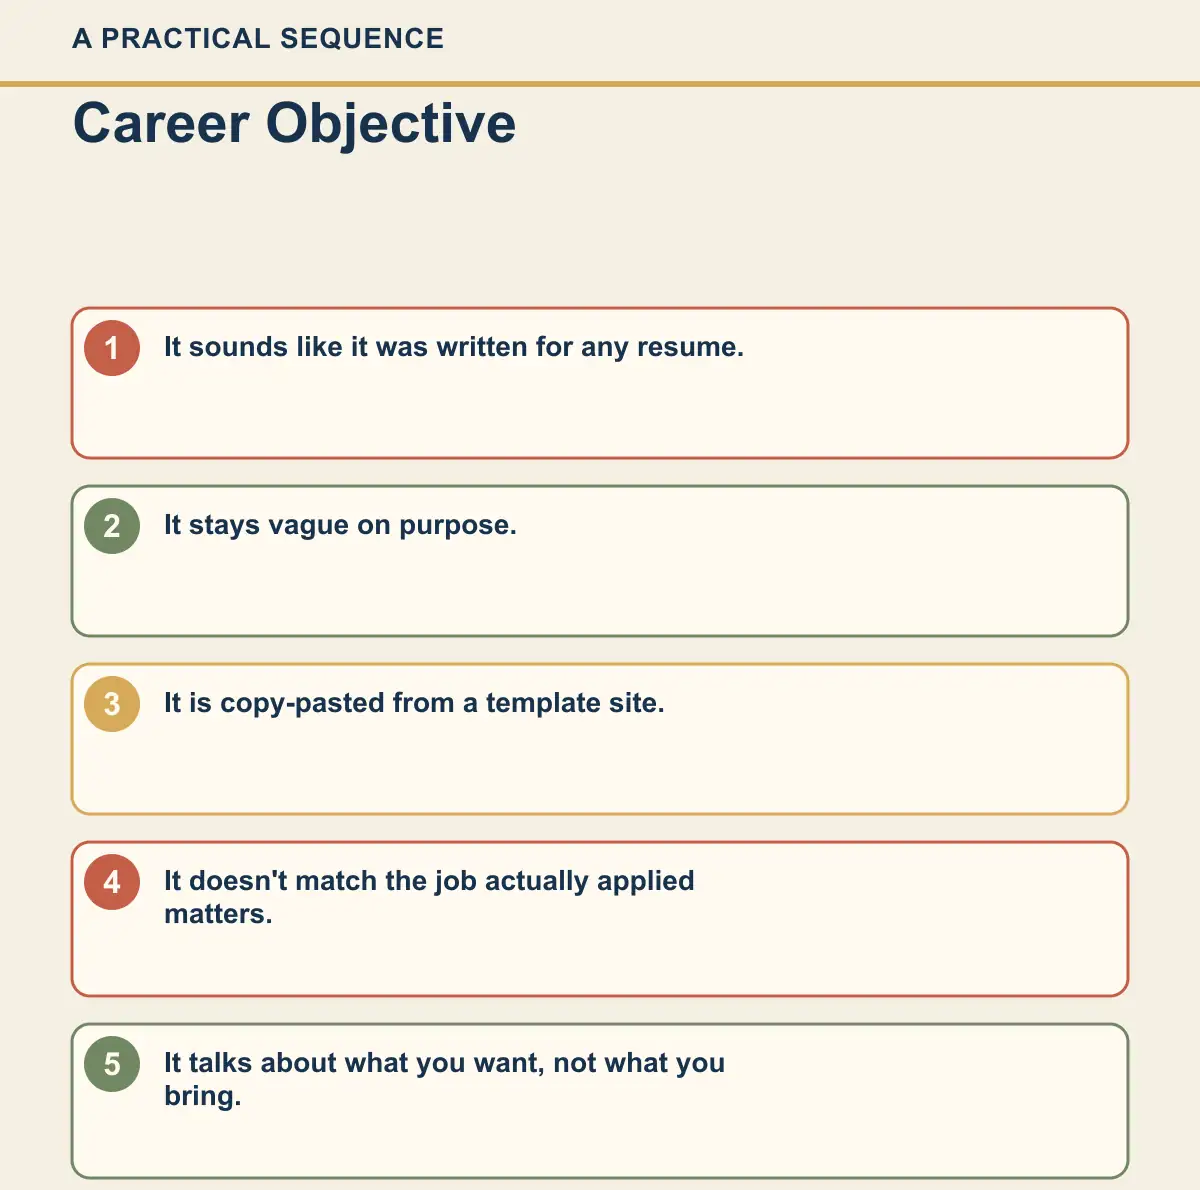 A PRACTICAL SEQUENCE
Career Objective
1
It sounds like it was written for any resume.
2
It stays vague on purpose.
3
It is copy-pasted from a template site.
4
It doesn't match the job actually applied
matters.
5
It talks about what you want, not what you
bring.